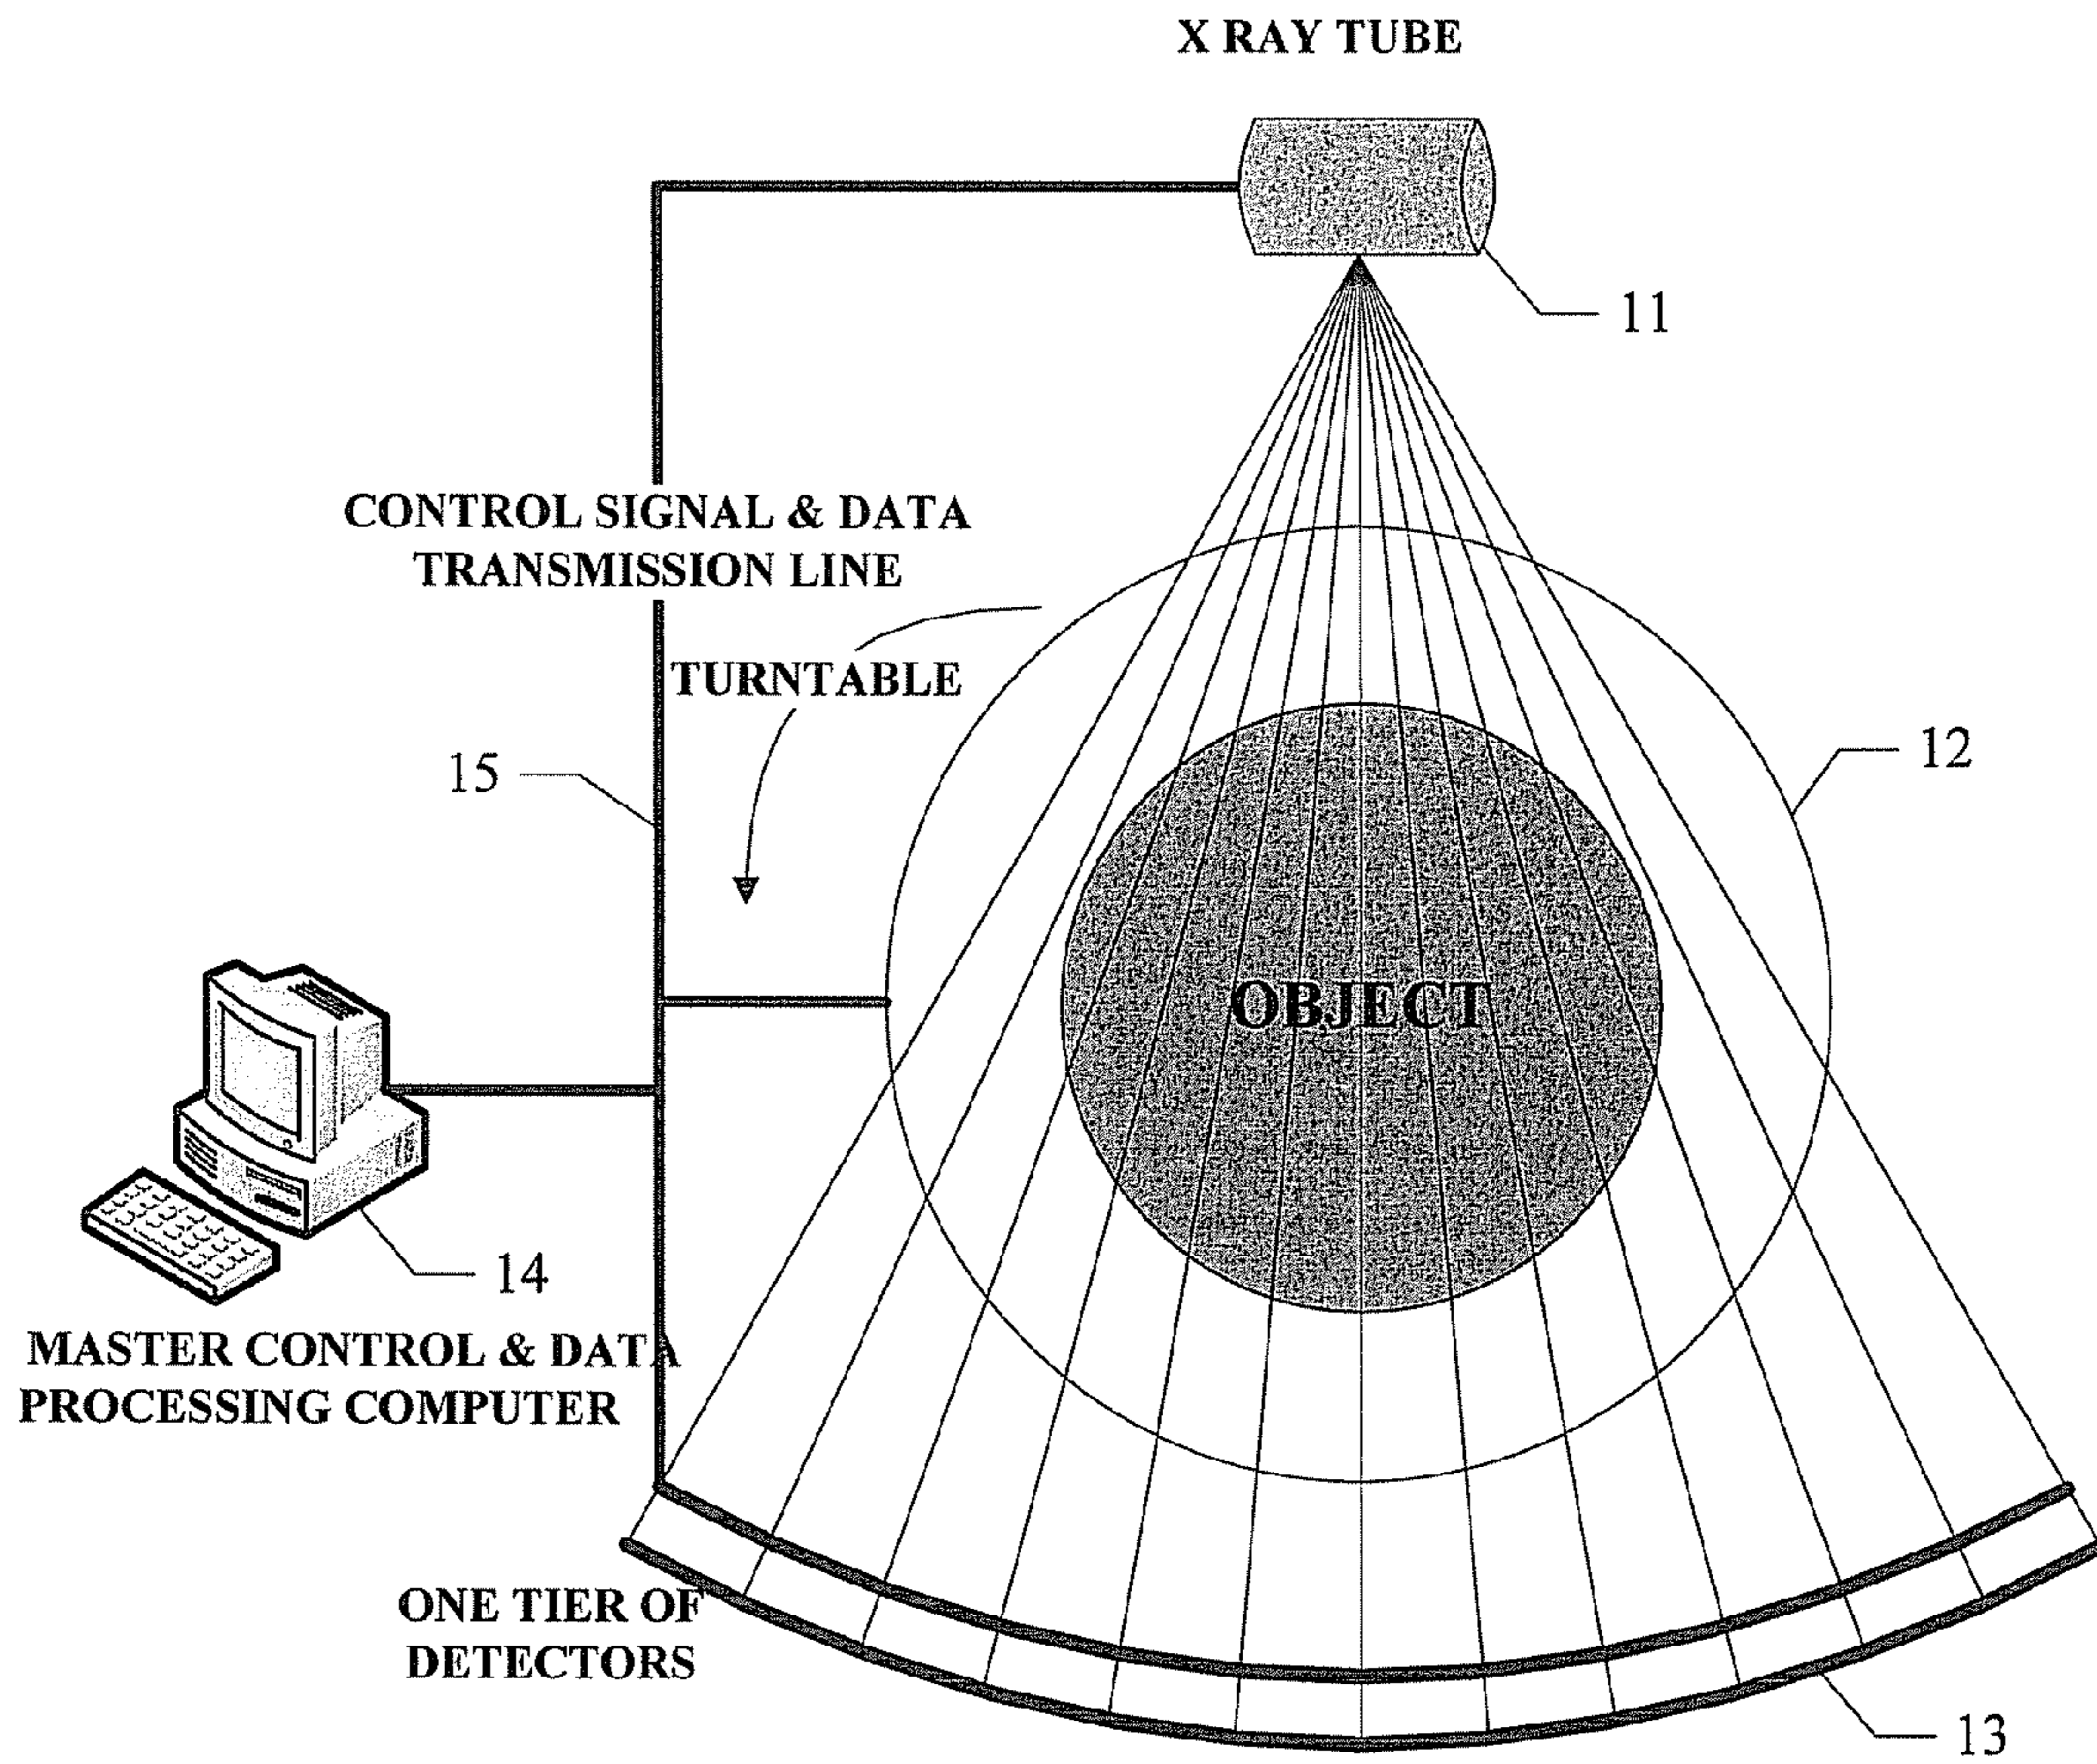 X RAY TUBE
11
CONTROL SIGNAL & DATA
TRANSMISSION LINE
TURNTABLE
15
12
OBJECT
14
MASTER CONTROL & DATA
PROCESSING COMPUTER
ONE TIER OF
DETECTORS
13